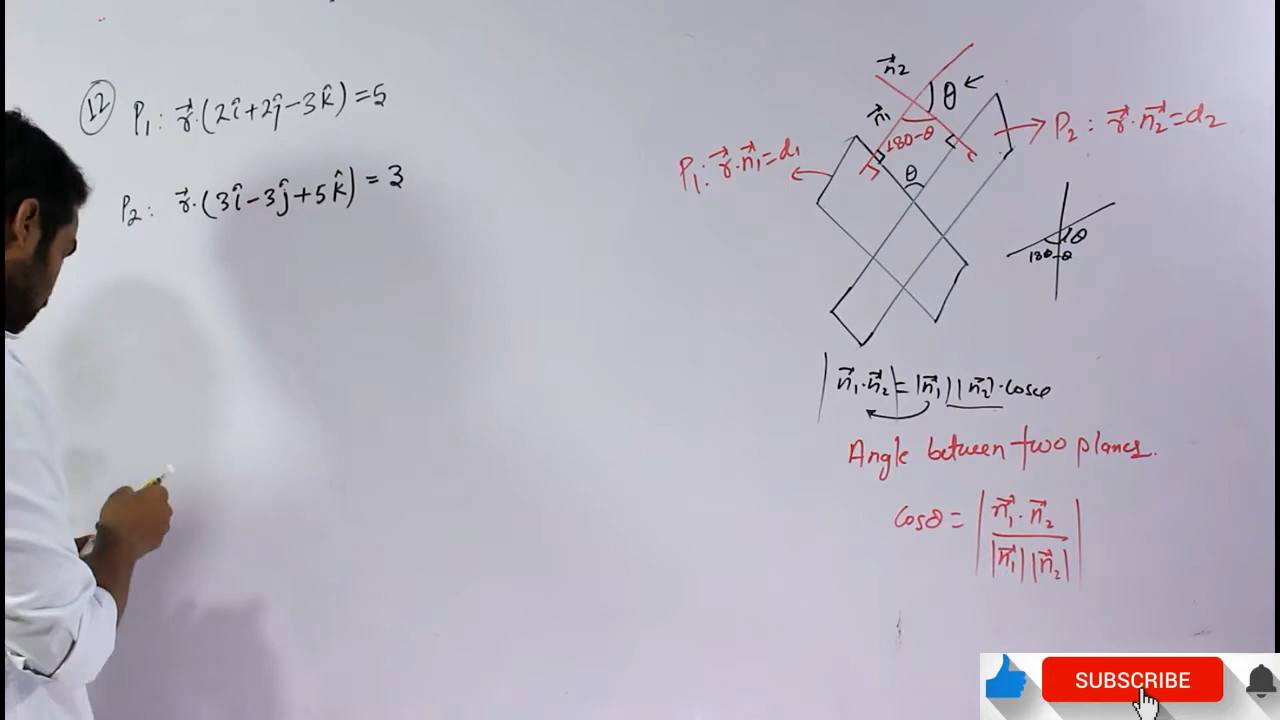 12 P₁: r⃗·(2î+2ĵ−3k̂)=5
P₂: r⃗·(3î−3ĵ+5k̂)=3
n⃗2
n⃗1
θ
180-θ
P₁: r⃗·n⃗₁=d₁
P₂: r⃗·n⃗₂=d₂
θ
θ
180-θ
|n⃗₁·n⃗₂|=|n⃗₁||n⃗₂|·cosθ
Angle between two planes.
cosθ = |n⃗₁·n⃗₂ / |n⃗₁||n⃗₂||
SUBSCRIBE